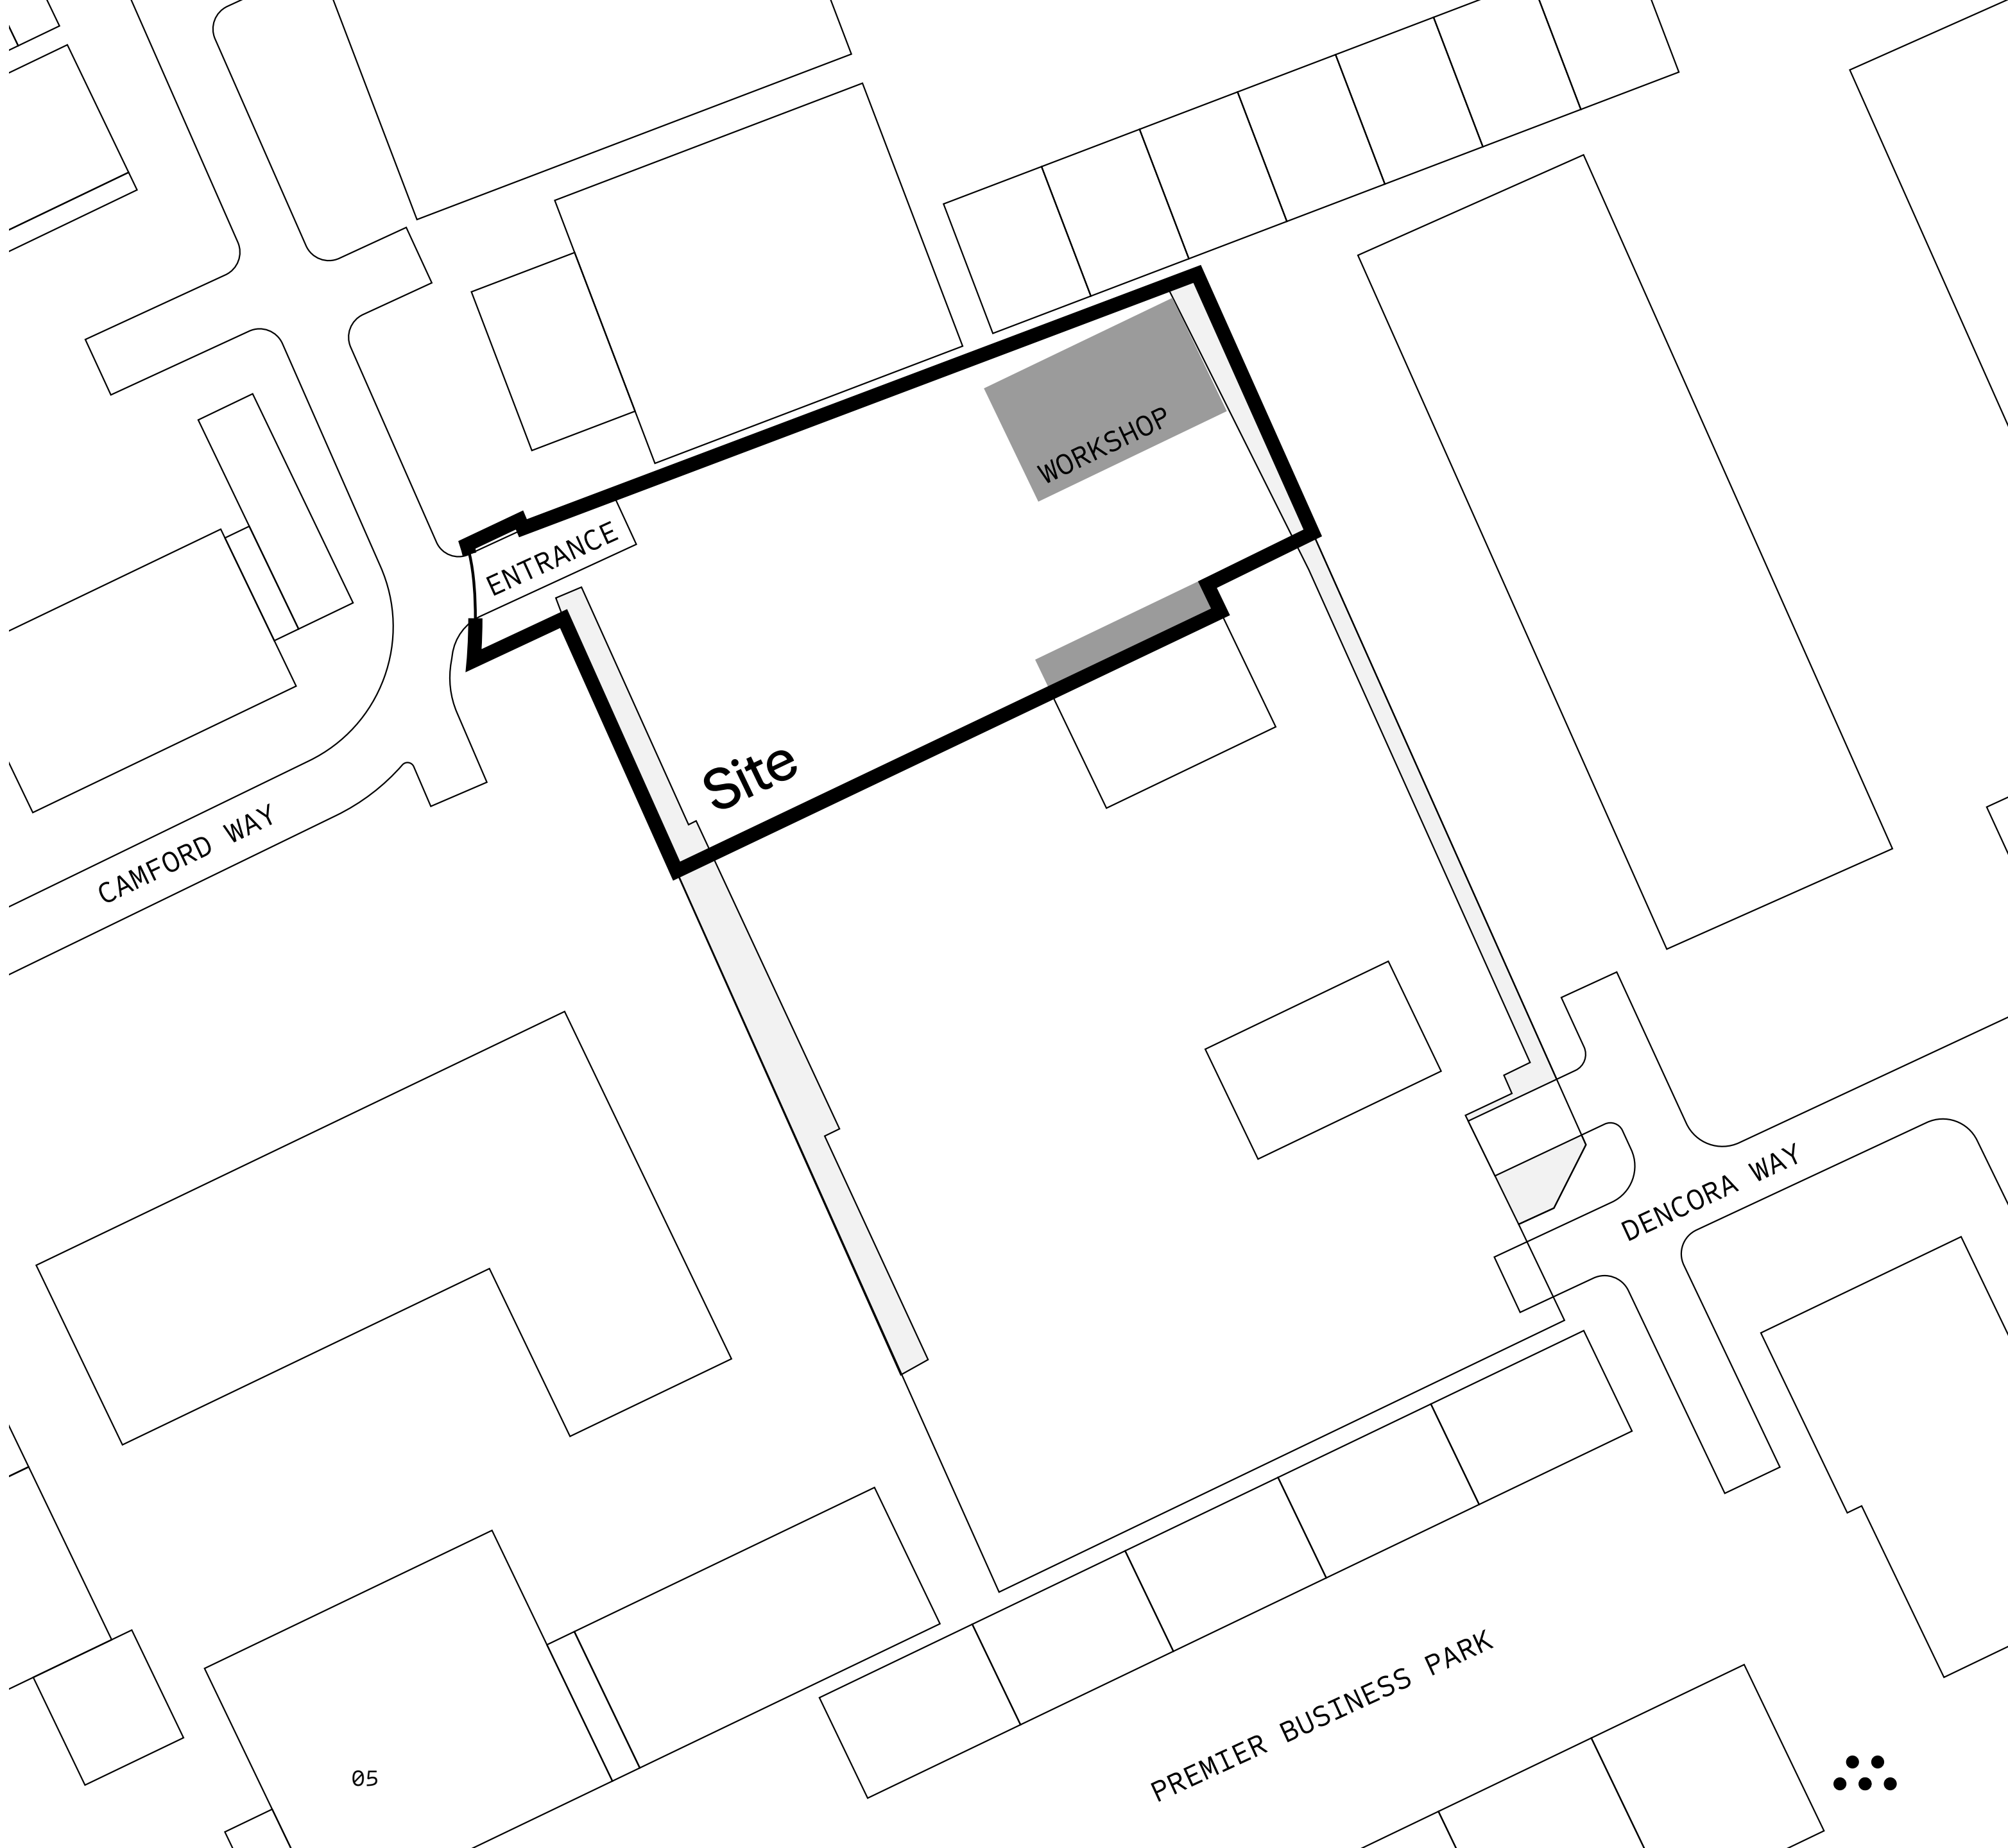 WORKSHOP
ENTRANCE
Site
CAMFORD WAY
DENCORA WAY
PREMIER BUSINESS PARK
05